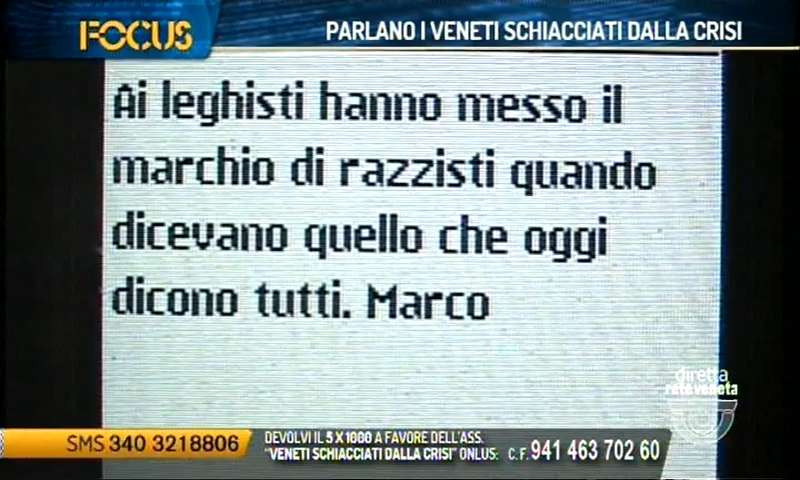 FOCUS
PARLANO I VENETI SCHIACCIATI DALLA CRISI
Ai leghisti hanno messo il
marchio di razzisti quando
dicevano quello che oggi
dicono tutti. Marco
diretta
reteveneta
SMS 340 3218806
DEVOLVI IL 5 X 1000 A FAVORE DELL'ASS.
"VENETI SCHIACCIATI DALLA CRISI" ONLUS: C.F. 941 463 702 60